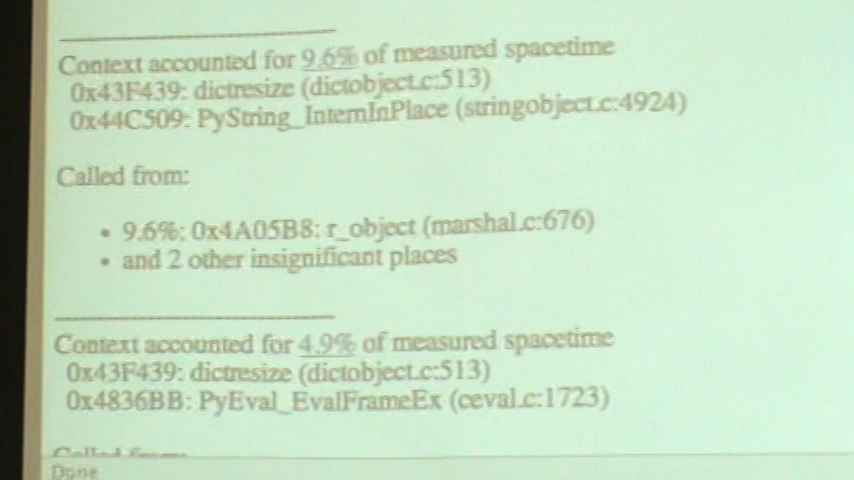 Context accounted for 9.6% of measured spacetime
0x43F439: dictresize (dictobject.c:513)
0x44C509: PyString_InternInPlace (stringobject.c:4924)
Called from:
• 9.6%: 0x4A05B8: r_object (marshal.c:676)
• and 2 other insignificant places
Context accounted for 4.9% of measured spacetime
0x43F439: dictresize (dictobject.c:513)
0x4836BB: PyEval_EvalFrameEx (ceval.c:1723)
Called from:
Done